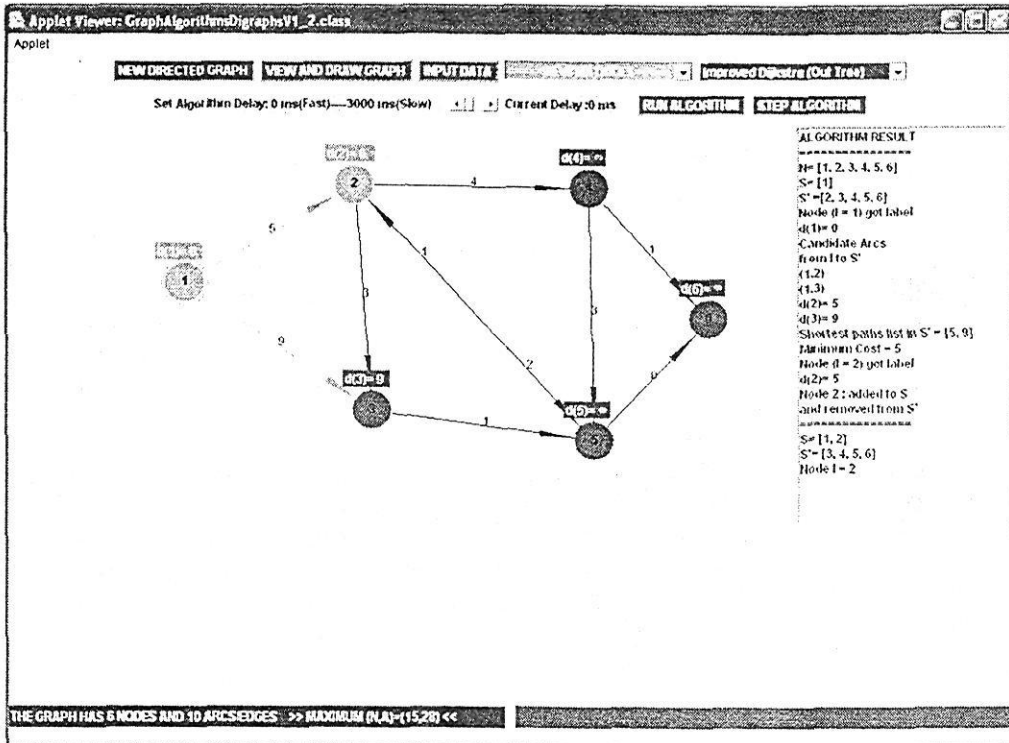 Applet Viewer: GraphAlgorithmsDigraphsV1_2.class
Applet
NEW DIRECTED GRAPH VIEW AND DRAW GRAPH INPUT DATA Improved Dijkstra (Out Tree)
Set Algorithm Delay: 0 ms(Fast)----3000 ms(Slow) Current Delay :0 ms RUN ALGORITHM STEP ALGORITHM
d(4)= ∞
2
4
5
1
1
1
d(6)= ∞
3
3
9
2
d(3)= 9
d(5)= ∞
1
5
ALGORITHM RESULT
==================
N= [1, 2, 3, 4, 5, 6]
S= [1]
S'=[2, 3, 4, 5, 6]
Node (I = 1) got label
d(1)= 0
Candidate Arcs
from I to S'
(1,2)
(1,3)
d(2)= 5
d(3)= 9
Shortest paths list in S' = [5, 9]
Minimum Cost = 5
Node (I = 2) got label
d(2)= 5
Node 2 : added to S
and removed from S'
==================
S= [1, 2]
S'= [3, 4, 5, 6]
Node I = 2
THE GRAPH HAS 6 NODES AND 10 ARCS/EDGES >> MAXIMUM (N,A)=(15,28) <<